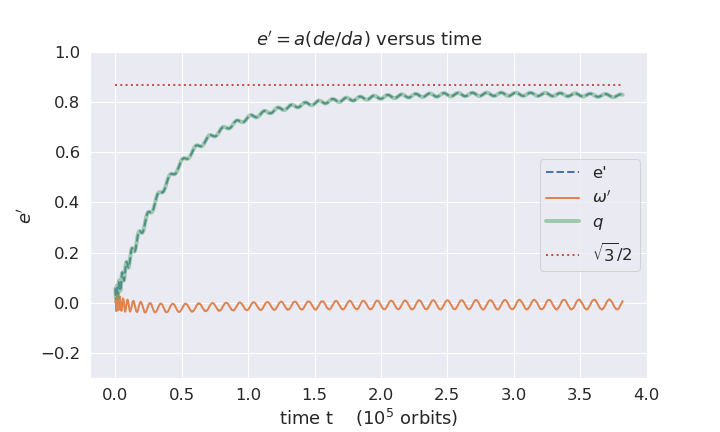 e′ = a(de/da) versus time
1.0
0.8
0.6
0.4
0.2
0.0
−0.2
e′
e'
ω′
q
√3/2
0.0 0.5 1.0 1.5 2.0 2.5 3.0 3.5 4.0
time t (10⁵ orbits)